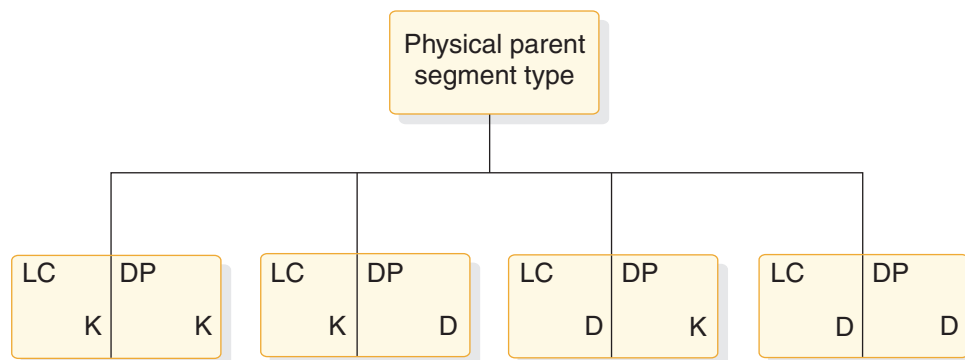 Physical parent
segment type
LC DP
K K
LC DP
K D
LC DP
D K
LC DP
D D